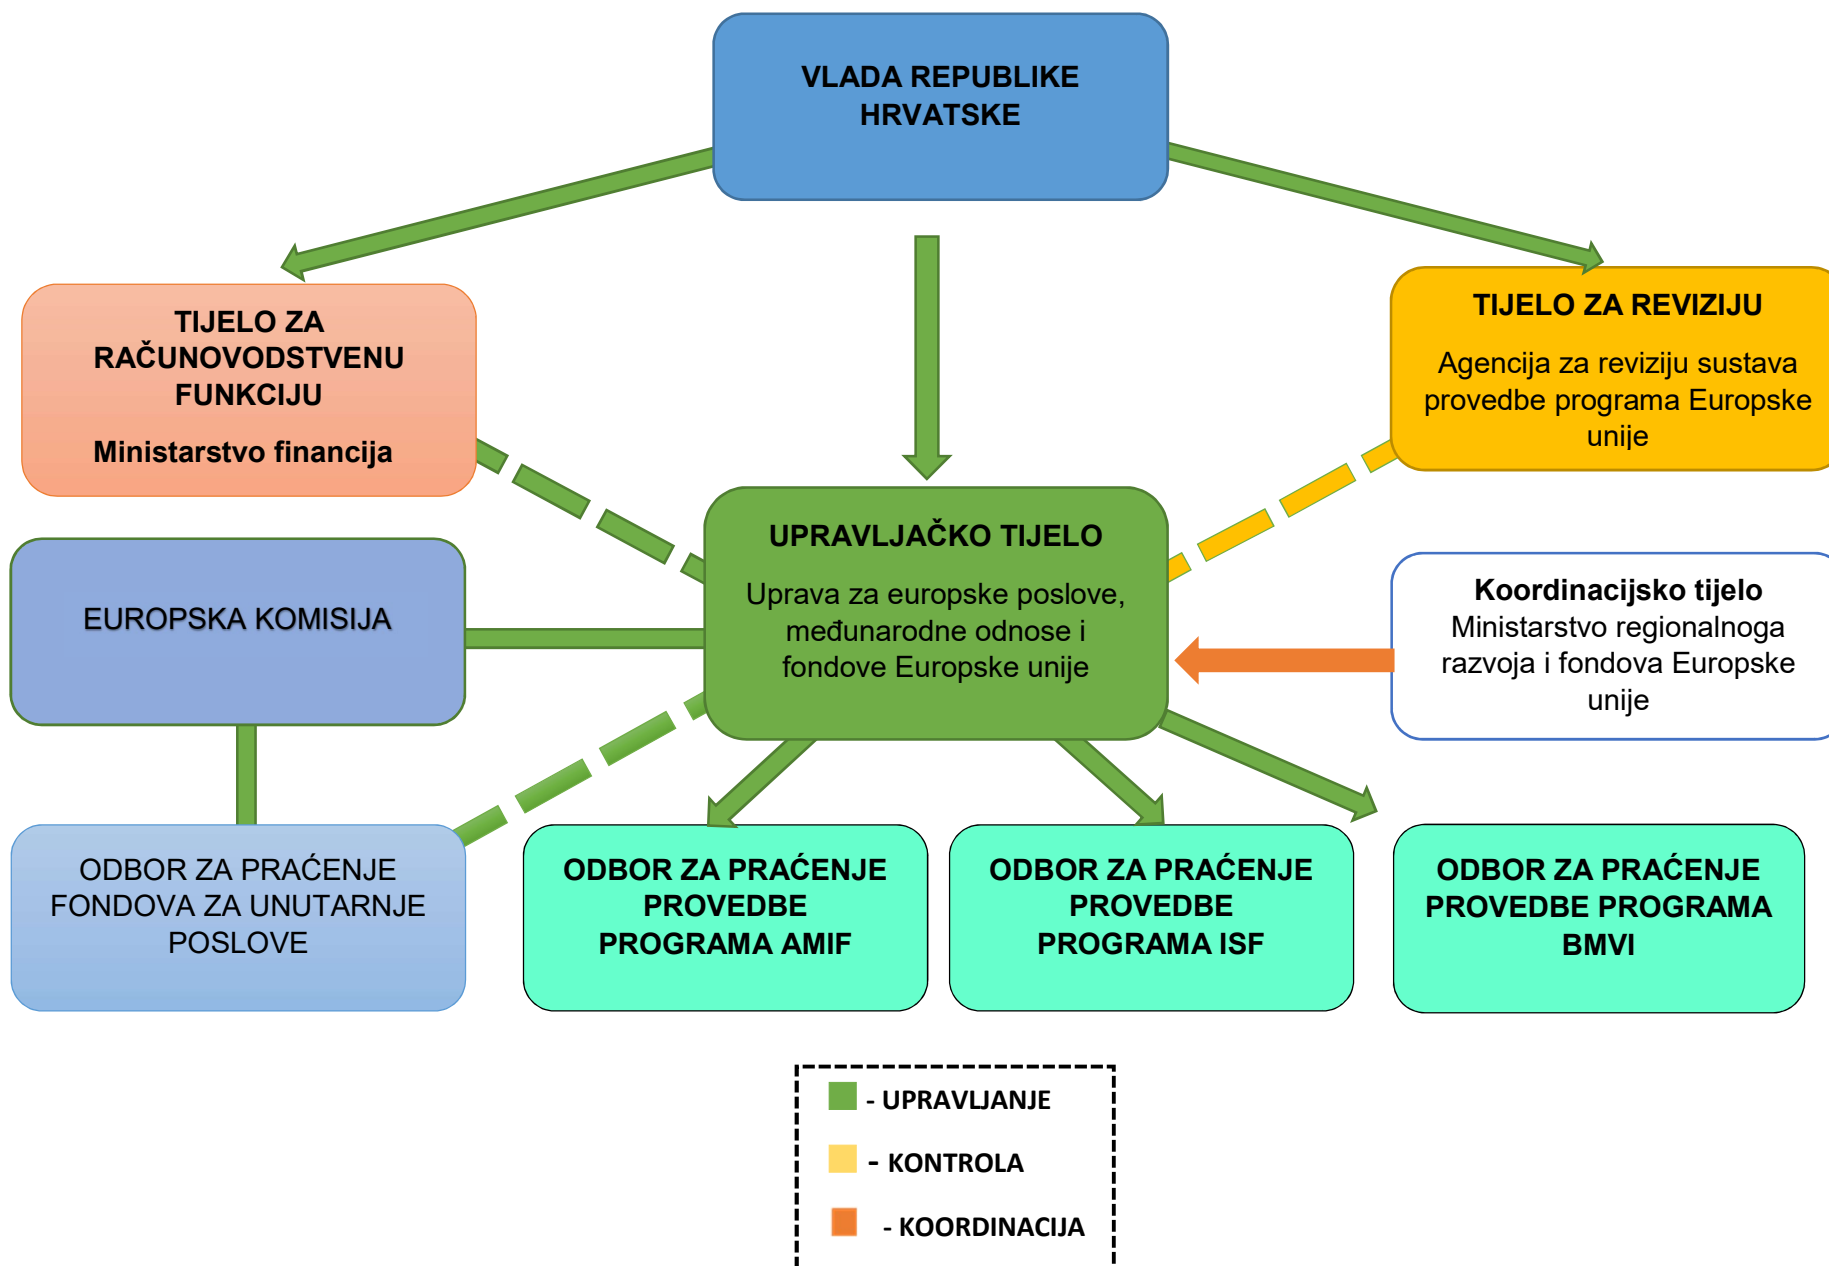 VLADA REPUBLIKE
HRVATSKE
TIJELO ZA
RAČUNOVODSTVENU
FUNKCIJU
Ministarstvo financija
TIJELO ZA REVIZIJU
Agencija za reviziju sustava
provedbe programa Europske
unije
UPRAVLJAČKO TIJELO
Uprava za europske poslove,
međunarodne odnose i
fondove Europske unije
EUROPSKA KOMISIJA
Koordinacijsko tijelo
Ministarstvo regionalnoga
razvoja i fondova Europske
unije
ODBOR ZA PRAĆENJE
FONDOVA ZA UNUTARNJE
POSLOVE
ODBOR ZA PRAĆENJE
PROVEDBE
PROGRAMA AMIF
ODBOR ZA PRAĆENJE
PROVEDBE
PROGRAMA ISF
ODBOR ZA PRAĆENJE
PROVEDBE PROGRAMA
BMVI
- UPRAVLJANJE
- KONTROLA
- KOORDINACIJA